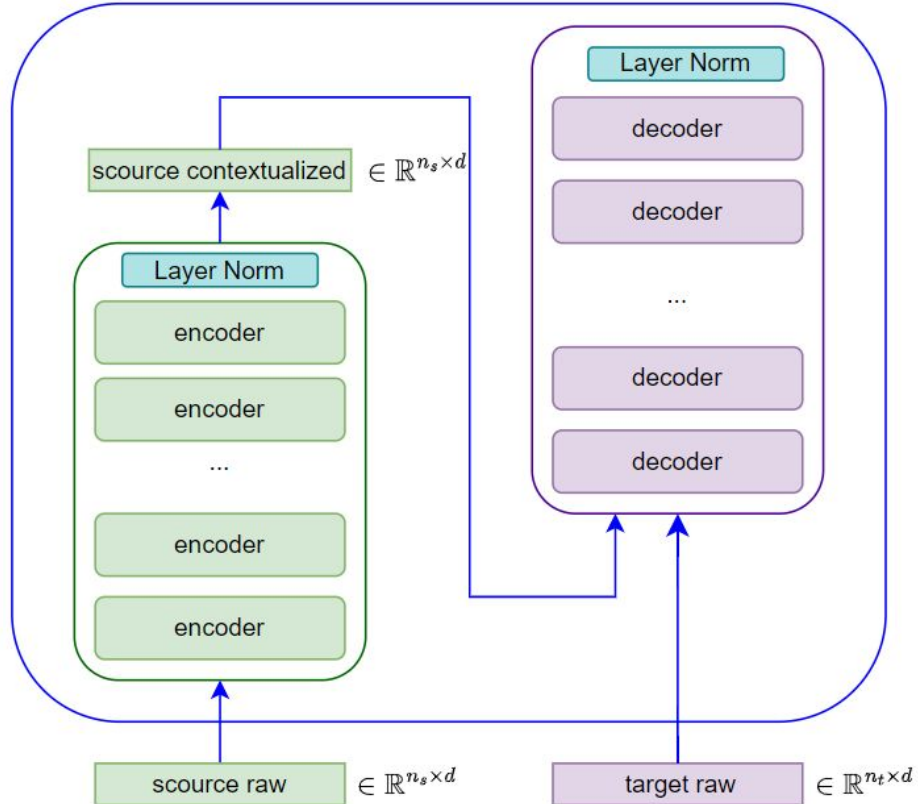 scource contextualized ∈ ℝ^{n_s×d}
Layer Norm
encoder
encoder
...
encoder
encoder
scource raw ∈ ℝ^{n_s×d}
Layer Norm
decoder
decoder
...
decoder
decoder
target raw ∈ ℝ^{n_t×d}